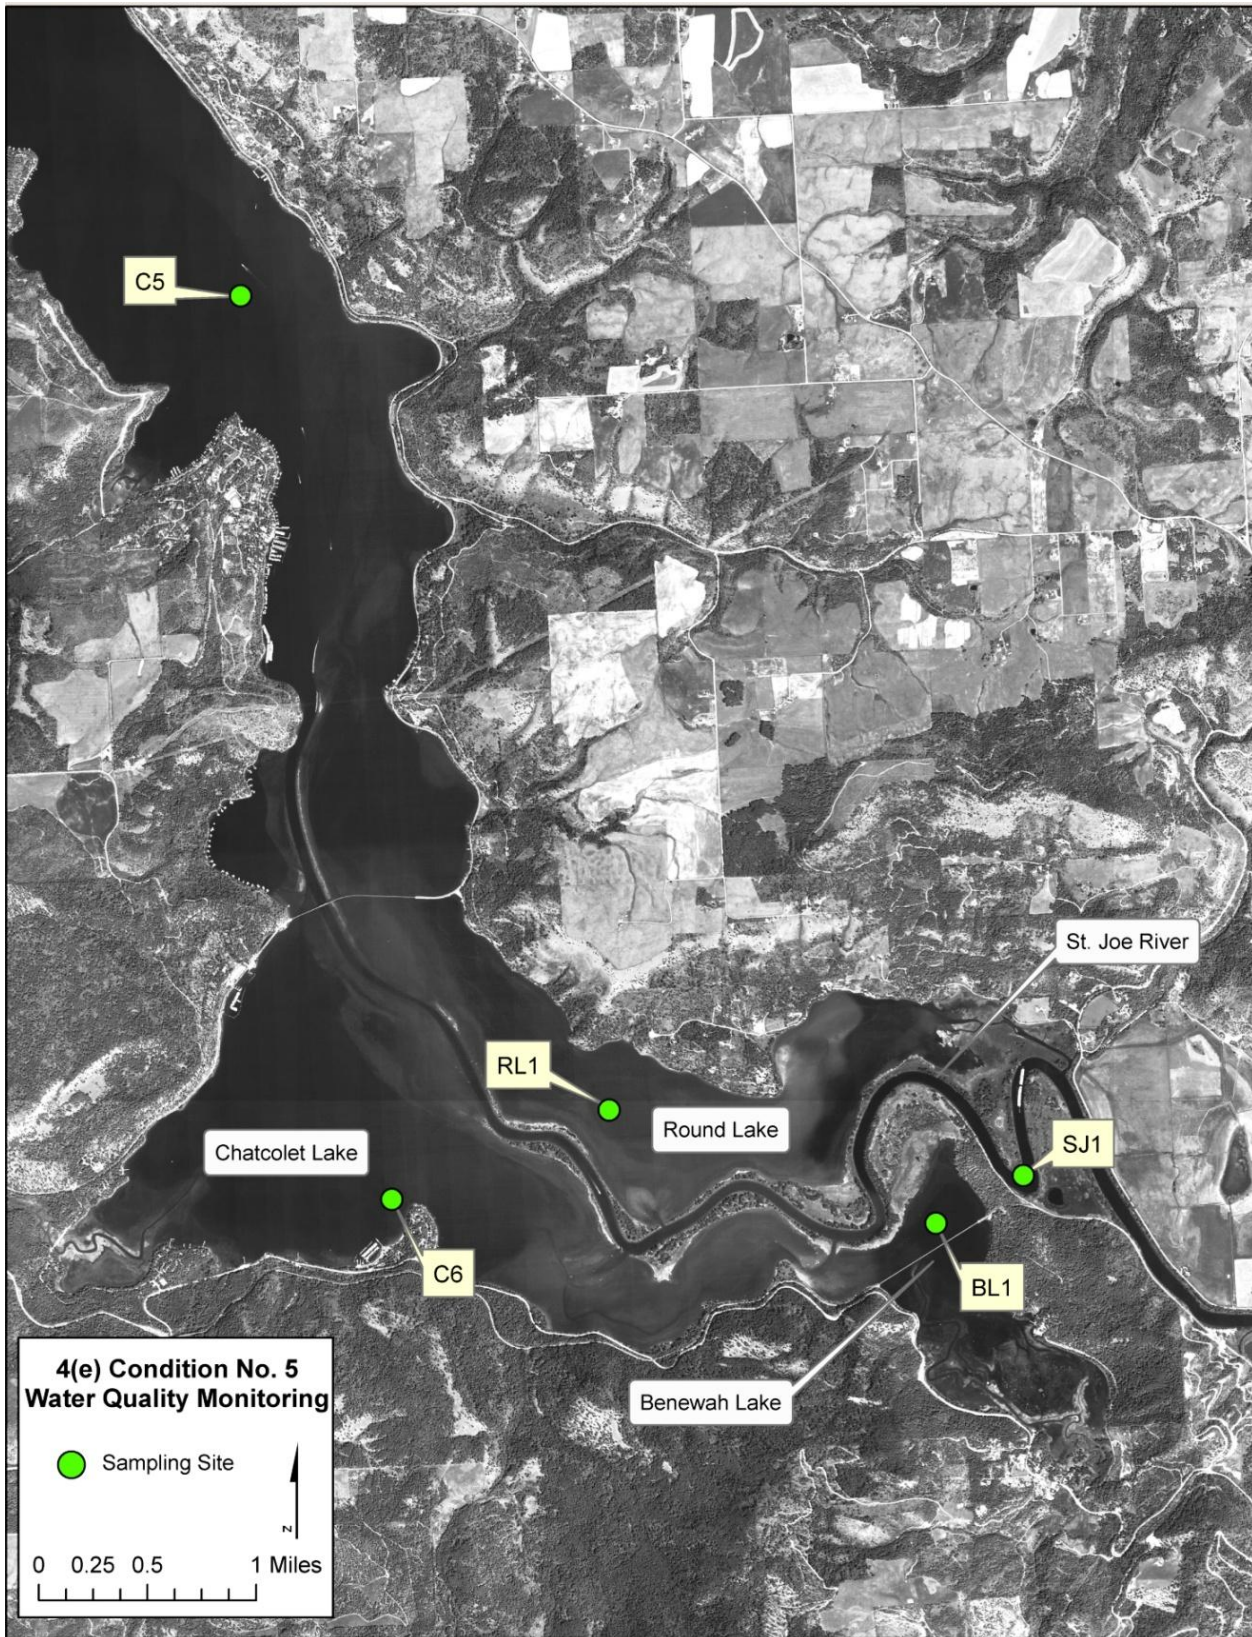 C5
St. Joe River
RL1
Round Lake
SJ1
Chatcolet Lake
C6
BL1
Benewah Lake
4(e) Condition No. 5
Water Quality Monitoring
Sampling Site
N
0 0.25 0.5 1 Miles